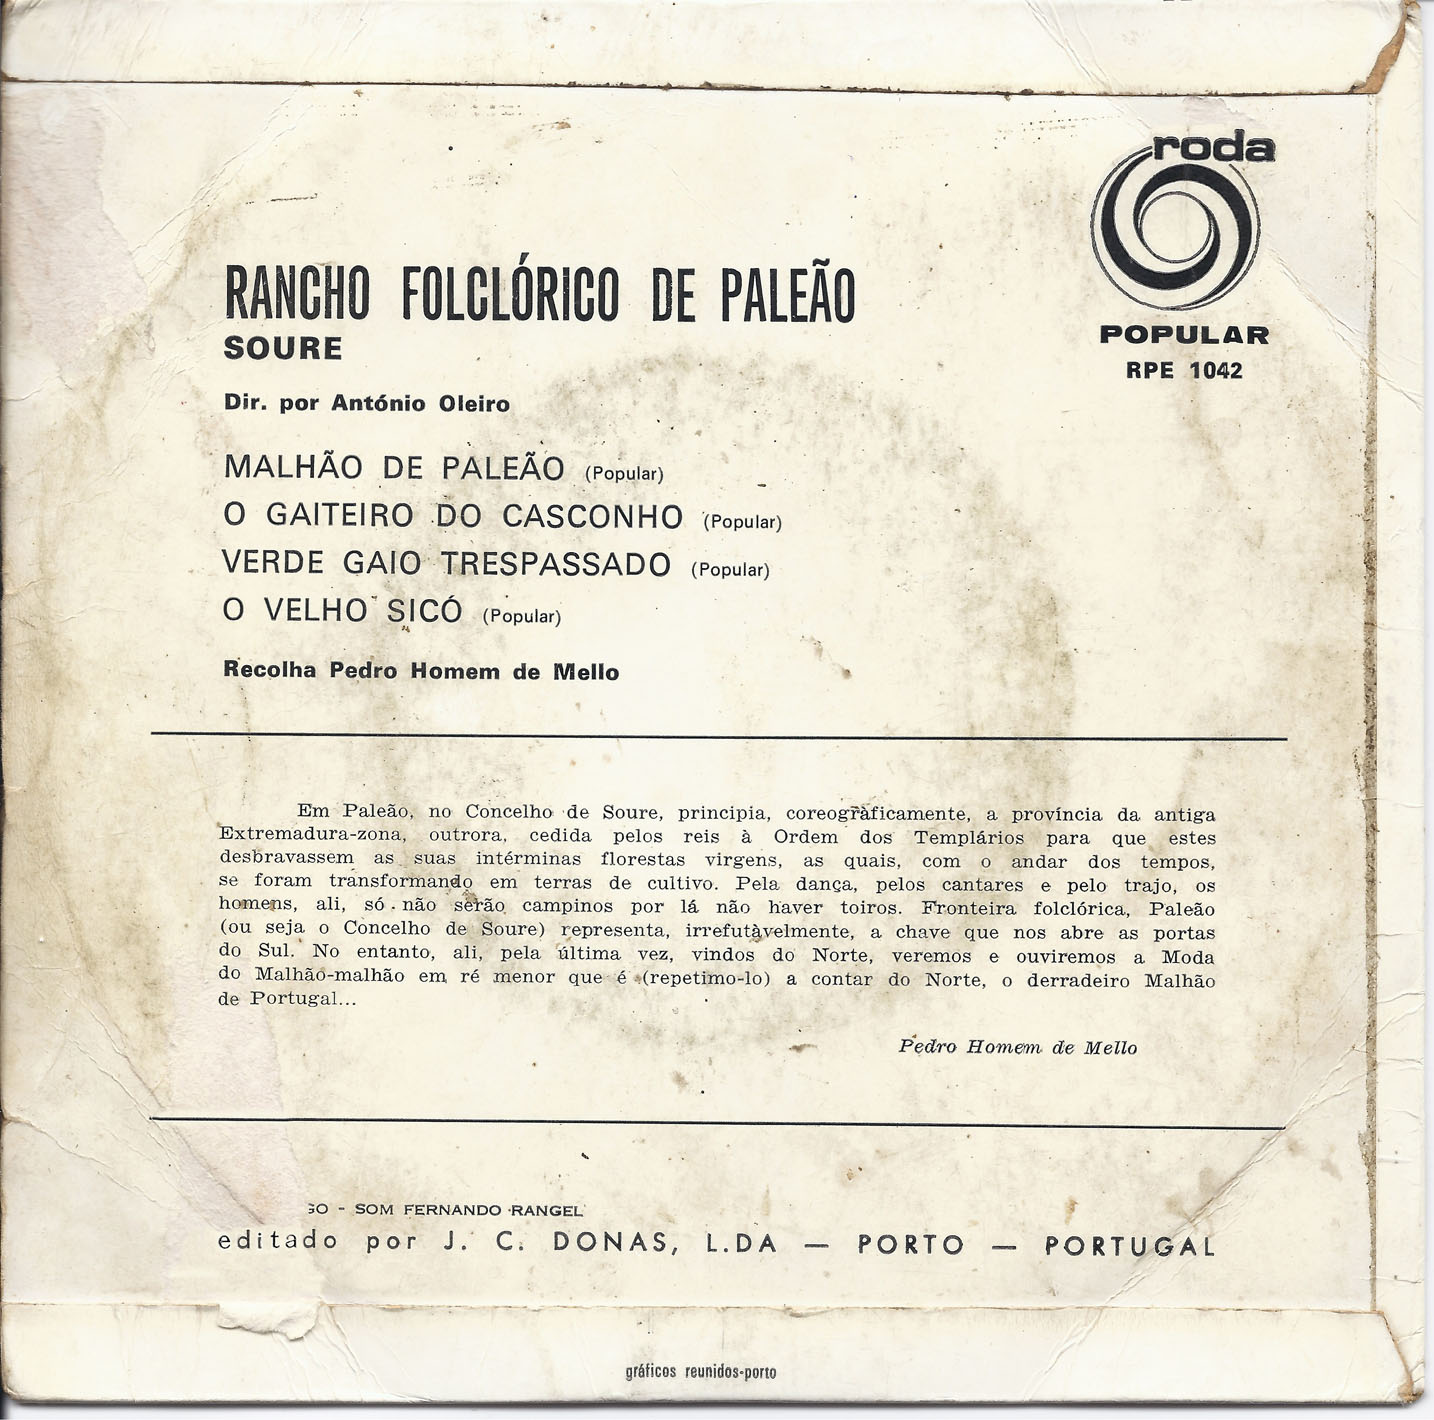 roda
POPULAR
RPE 1042
RANCHO FOLCLÓRICO DE PALEÃO
SOURE
Dir. por António Oleiro
MALHÃO DE PALEÃO (Popular)
O GAITEIRO DO CASCONHO (Popular)
VERDE GAIO TRESPASSADO (Popular)
O VELHO SICÓ (Popular)
Recolha Pedro Homem de Mello
Em Paleão, no Concelho de Soure, principia, coreogràficamente, a província da antiga
Extremadura-zona, outrora, cedida pelos reis à Ordem dos Templários para que estes
desbravassem as suas intérminas florestas virgens, as quais, com o andar dos tempos,
se foram transformando em terras de cultivo. Pela dança, pelos cantares e pelo trajo, os
homens, ali, só não serão campinos por lá não haver toiros. Fronteira folclórica, Paleão
(ou seja o Concelho de Soure) representa, irrefutàvelmente, a chave que nos abre as portas
do Sul. No entanto, ali, pela última vez, vindos do Norte, veremos e ouviremos a Moda
do Malhão-malhão em ré menor que é (repetimo-lo) a contar do Norte, o derradeiro Malhão
de Portugal...
Pedro Homem de Mello
- SOM FERNANDO RANGEL
editado por J. C. DONAS, L.DA — PORTO — PORTUGAL
gráficos reunidos-porto